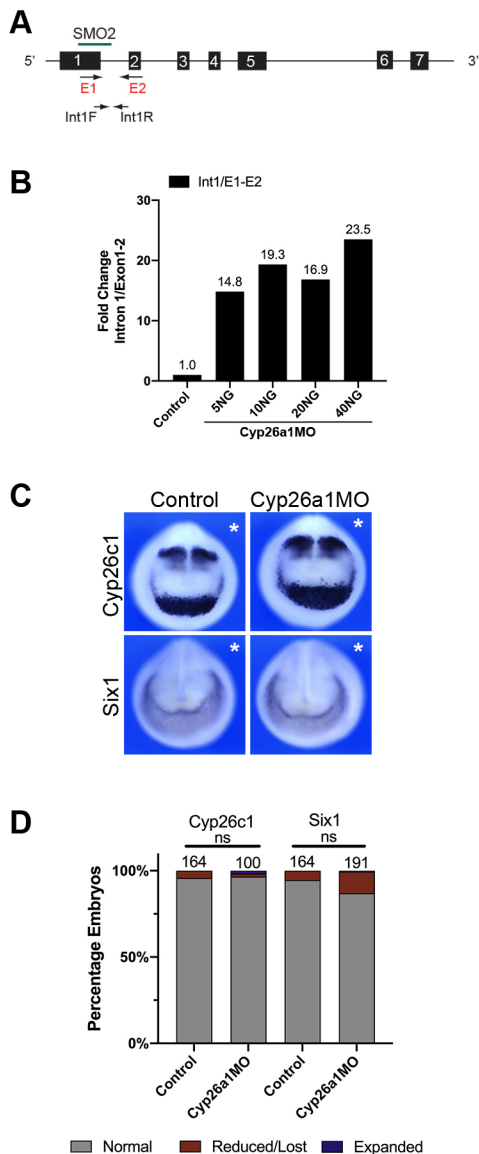 A
SMO2
5' 1 2 3 4 5 6 7 3'
E1 E2
Int1F Int1R
B
Int1/E1-E2
Fold Change
Intron 1/Exon1-2
30
20
10
0
1.0
14.8
19.3
16.9
23.5
Control
5NG
10NG
20NG
40NG
Cyp26a1MO
C
Control Cyp26a1MO
Cyp26c1
* *
Six1
* *
D
Cyp26c1 Six1
ns ns
164 100 164 191
Percentage Embryos
100%
50%
0%
Control
Cyp26a1MO
Control
Cyp26a1MO
Normal Reduced/Lost Expanded